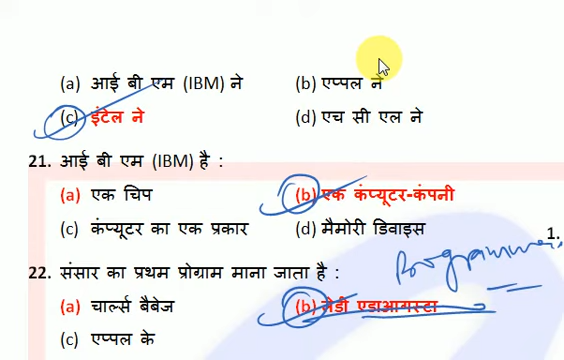 (a) आई बी एम (IBM) ने (b) एप्पल ने
(c) इंटेल ने (d) एच सी एल ने
21. आई बी एम (IBM) है :
(a) एक चिप (b) एक कंप्यूटर-कंपनी
(c) कंप्यूटर का एक प्रकार (d) मैमोरी डिवाइस
1.
22. संसार का प्रथम प्रोग्राम माना जाता है :
(a) चार्ल्स बैबेज (b) लेडी एडाआगस्टा
(c) एप्पल के